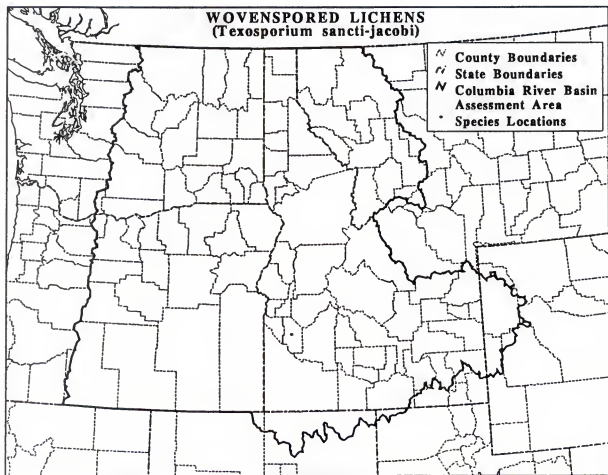 WOVENSPORED LICHENS
(Texosporium sancti-jacobi)
County Boundaries
State Boundaries
Columbia River Basin
Assessment Area
Species Locations